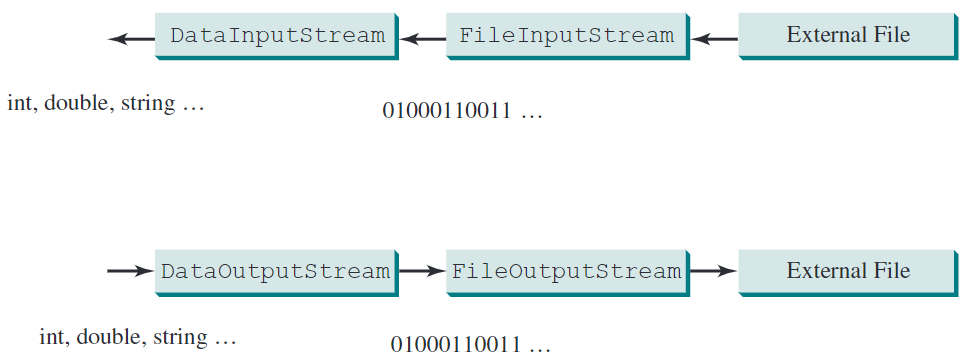 DataInputStream FileInputStream External File
int, double, string …
01000110011 …
DataOutputStream FileOutputStream External File
int, double, string …
01000110011 …